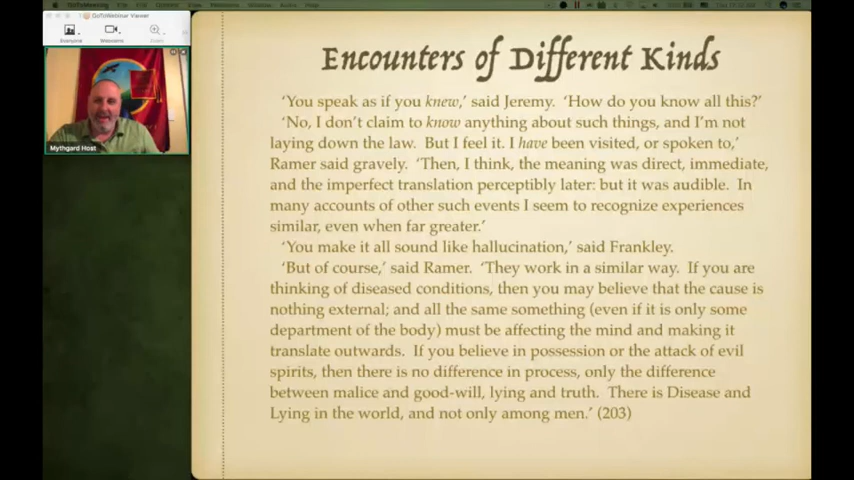 GoToWebinar Viewer
Everyone
Webcams
Zoom
Mythgard Host
Encounters of Different Kinds
‘You speak as if you knew,’ said Jeremy. ‘How do you know all this?’
‘No, I don’t claim to know anything about such things, and I’m not
laying down the law. But I feel it. I have been visited, or spoken to,’
Ramer said gravely. ‘Then, I think, the meaning was direct, immediate,
and the imperfect translation perceptibly later: but it was audible. In
many accounts of other such events I seem to recognize experiences
similar, even when far greater.’
‘You make it all sound like hallucination,’ said Frankley.
‘But of course,’ said Ramer. ‘They work in a similar way. If you are
thinking of diseased conditions, then you may believe that the cause is
nothing external; and all the same something (even if it is only some
department of the body) must be affecting the mind and making it
translate outwards. If you believe in possession or the attack of evil
spirits, then there is no difference in process, only the difference
between malice and good-will, lying and truth. There is Disease and
Lying in the world, and not only among men.’ (203)